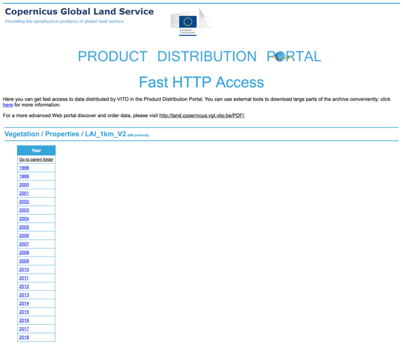 Copernicus Global Land Service
Providing bio-geophysical products of global land surface
European
Commission
PRODUCT DISTRIBUTION PORTAL
Fast HTTP Access
Here you can get fast access to data distributed by VITO in the Product Distribution Portal. You can use external tools to download large parts of the archive conveniently: click
here for more information.
For a more advanced Web portal discover and order data, please visit http://land.copernicus.vgt.vito.be/PDF/.
Vegetation / Properties / LAI_1km_V2
Year
Go to parent folder
1998
1999
2000
2001
2002
2003
2004
2005
2006
2007
2008
2009
2010
2011
2012
2013
2014
2015
2016
2017
2018